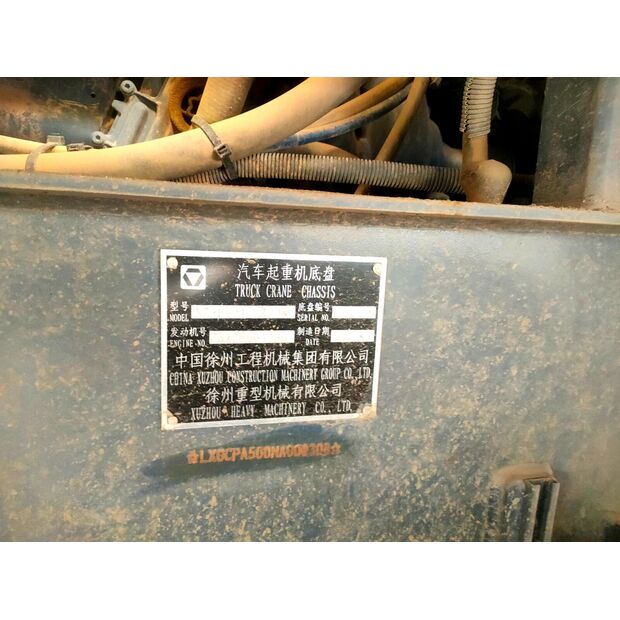 汽车起重机底盘
TRUCK CRANE CHASSIS
型号 底盘编号
MODEL SERIAL NO.
发动机号 制造日期
ENGINE NO. DATE
中国徐州工程机械集团有限公司
CHINA XUZHOU CONSTRUCTION MACHINERY GROUP CO., LTD.
徐州重型机械有限公司
XUZHOU HEAVY MACHINERY CO., LTD.
☆LXGCPA500NA000308☆